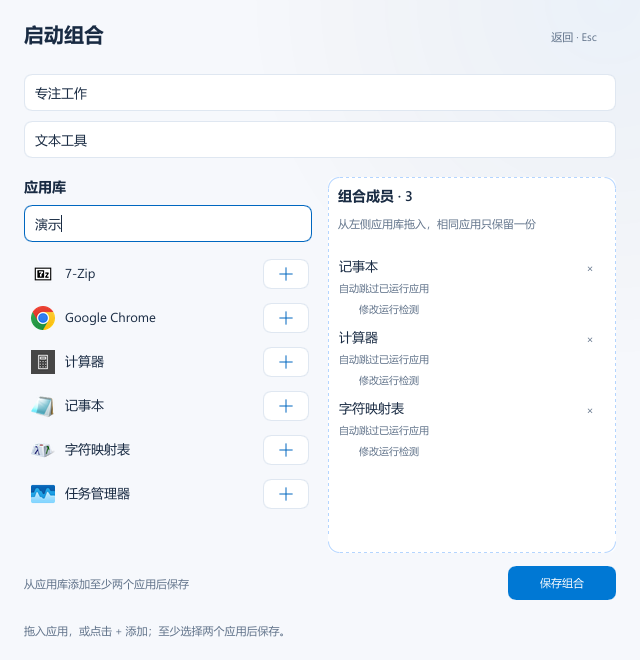 启动组合
返回 · Esc
专注工作
文本工具
应用库
演示
7-Zip
Google Chrome
计算器
记事本
字符映射表
任务管理器
组合成员 · 3
从左侧应用库拖入，相同应用只保留一份
记事本 ×
自动跳过已运行应用
修改运行检测
计算器 ×
自动跳过已运行应用
修改运行检测
字符映射表 ×
自动跳过已运行应用
修改运行检测
从应用库添加至少两个应用后保存
保存组合
拖入应用，或点击 + 添加；至少选择两个应用后保存。